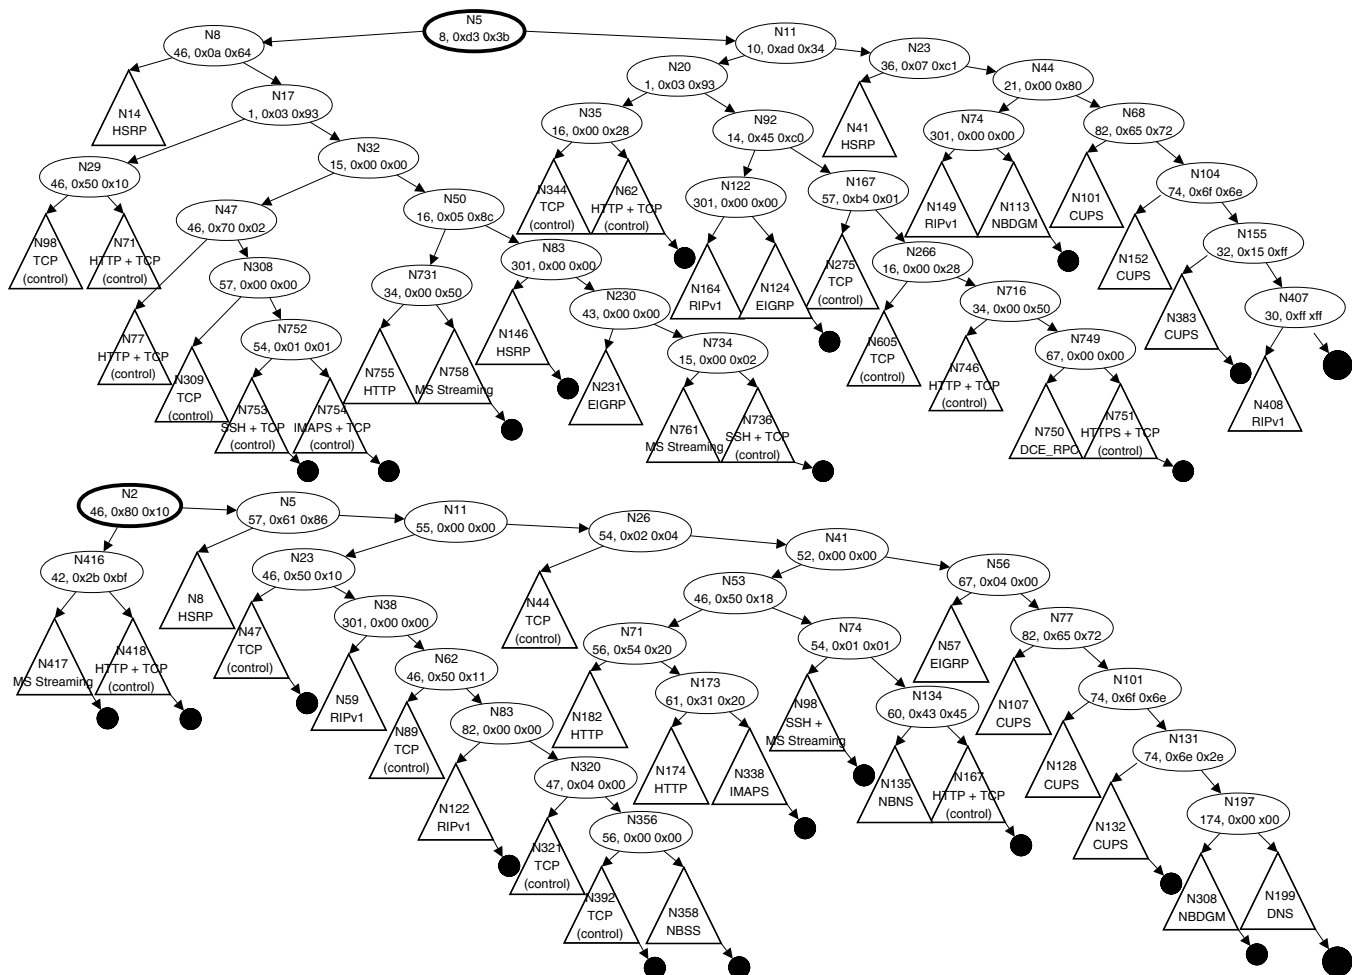 N5
8, 0xd3 0x3b
N8
46, 0x0a 0x64
N11
10, 0xad 0x34
N14
HSRP
N17
1, 0x03 0x93
N20
1, 0x03 0x93
N23
36, 0x07 0xc1
N29
46, 0x50 0x10
N32
15, 0x00 0x00
N35
16, 0x00 0x28
N92
14, 0x45 0xc0
N41
HSRP
N44
21, 0x00 0x80
N98
TCP
(control)
N71
HTTP + TCP
(control)
N47
46, 0x70 0x02
N50
16, 0x05 0x8c
N344
TCP
(control)
N62
HTTP + TCP
(control)
N122
301, 0x00 0x00
N167
57, 0xb4 0x01
N74
301, 0x00 0x00
N68
82, 0x65 0x72
N77
HTTP + TCP
(control)
N308
57, 0x00 0x00
N731
34, 0x00 0x50
N83
301, 0x00 0x00
N164
RIPv1
N124
EIGRP
N275
TCP
(control)
N266
16, 0x00 0x28
N149
RIPv1
N113
NBDGM
N101
CUPS
N104
74, 0x6f 0x6e
N309
TCP
(control)
N752
54, 0x01 0x01
N755
HTTP
N758
MS Streaming
N146
HSRP
N230
43, 0x00 0x00
N605
TCP
(control)
N716
34, 0x00 0x50
N152
CUPS
N155
32, 0x15 0xff
N753
SSH + TCP
(control)
N754
IMAPS + TCP
(control)
N231
EIGRP
N734
15, 0x00 0x02
N746
HTTP + TCP
(control)
N749
67, 0x00 0x00
N383
CUPS
N407
30, 0xff xff
N761
MS Streaming
N736
SSH + TCP
(control)
N750
DCE_RPC
N751
HTTPS + TCP
(control)
N408
RIPv1
N2
46, 0x80 0x10
N416
42, 0x2b 0xbf
N5
57, 0x61 0x86
N417
MS Streaming
N418
HTTP + TCP
(control)
N8
HSRP
N11
55, 0x00 0x00
N23
46, 0x50 0x10
N26
54, 0x02 0x04
N47
TCP
(control)
N38
301, 0x00 0x00
N44
TCP
(control)
N41
52, 0x00 0x00
N59
RIPv1
N62
46, 0x50 0x11
N53
46, 0x50 0x18
N56
67, 0x04 0x00
N89
TCP
(control)
N83
82, 0x00 0x00
N71
56, 0x54 0x20
N74
54, 0x01 0x01
N57
EIGRP
N77
82, 0x65 0x72
N122
RIPv1
N320
47, 0x04 0x00
N182
HTTP
N173
61, 0x31 0x20
N98
SSH +
MS Streaming
N134
60, 0x43 0x45
N107
CUPS
N101
74, 0x6f 0x6e
N321
TCP
(control)
N356
56, 0x00 0x00
N174
HTTP
N338
IMAPS
N135
NBNS
N167
HTTP + TCP
(control)
N128
CUPS
N131
74, 0x6e 0x2e
N392
TCP
(control)
N358
NBSS
N132
CUPS
N197
174, 0x00 x00
N308
NBDGM
N199
DNS